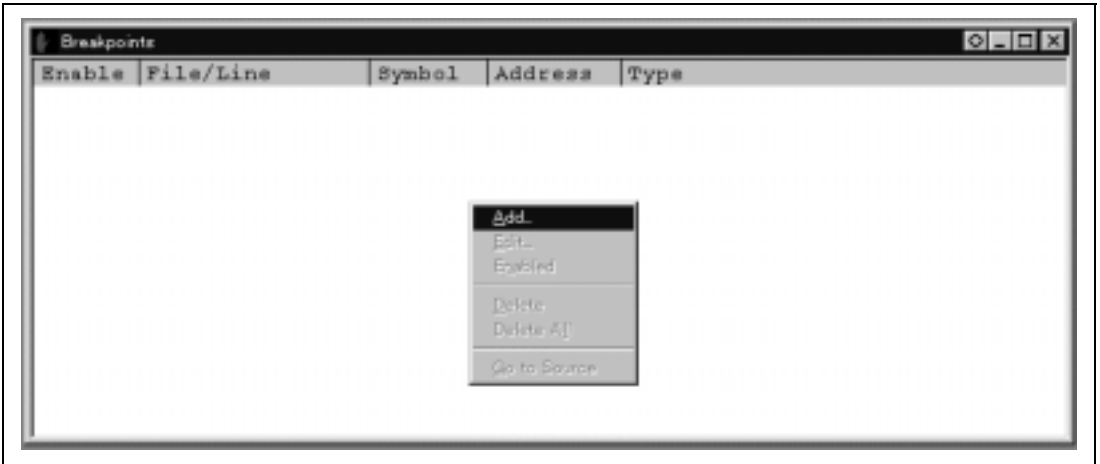 Breakpoints
Enable File/Line Symbol Address Type
Add...
Edit...
Enabled
Delete
Delete All
Go to Source